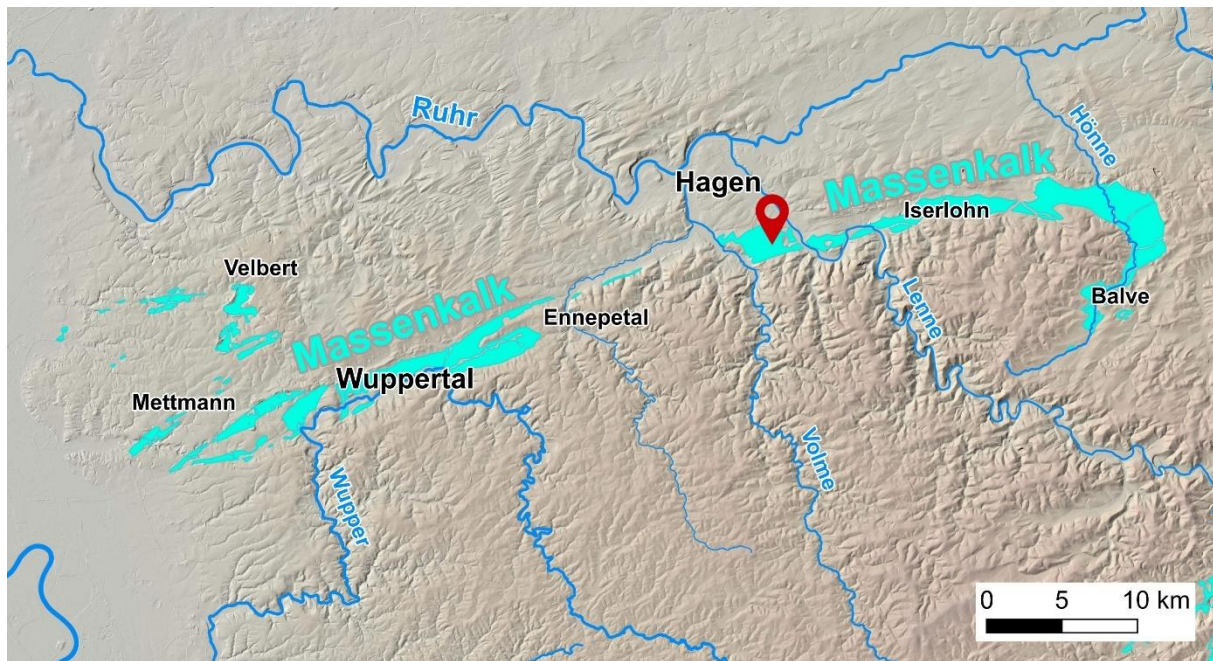 Ruhr
Hönne
Hagen
Massenkalk
Iserlohn
Velbert
Lenne
Balve
Massenkalk
Ennepetal
Wuppertal
Mettmann
Volme
Wupper
0 5 10 km